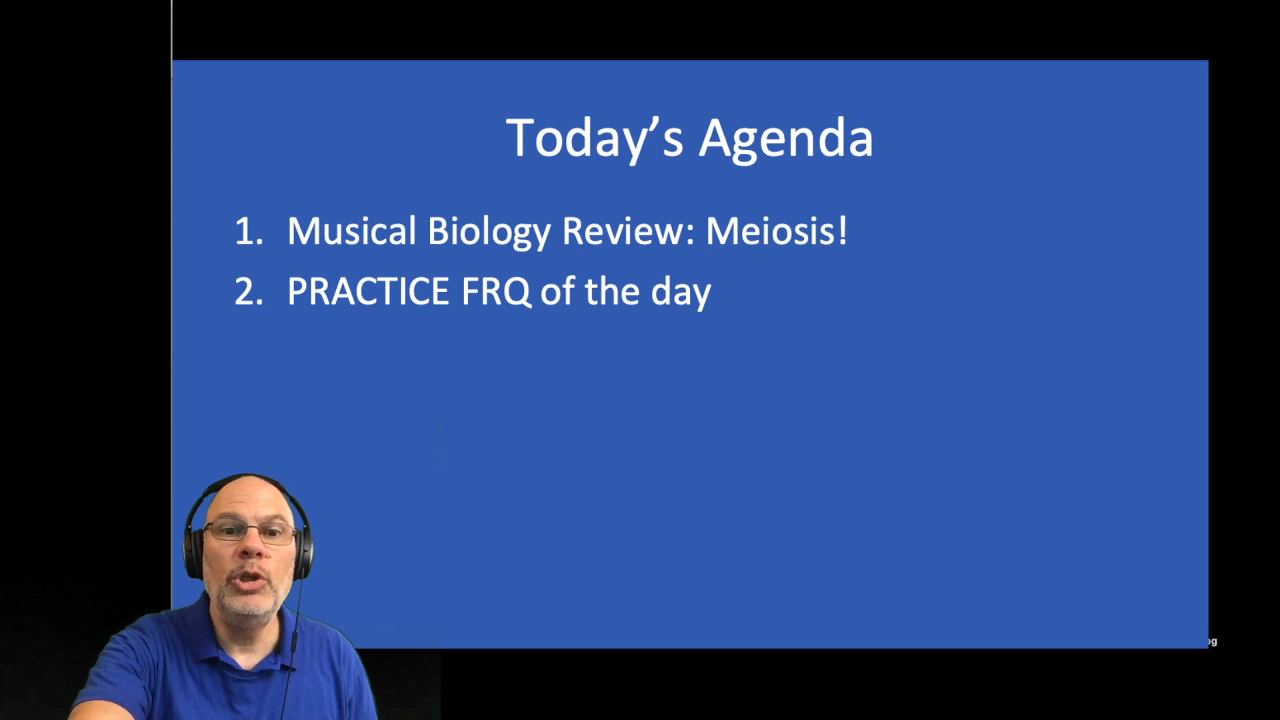 Today’s Agenda
1. Musical Biology Review: Meiosis!
2. PRACTICE FRQ of the day